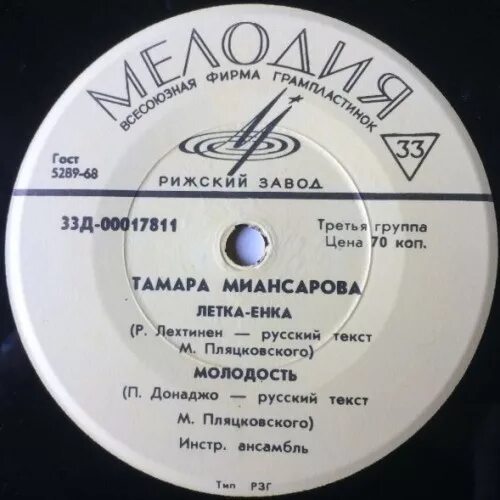 МЕЛОДИЯ
ВСЕСОЮЗНАЯ ФИРМА ГРАМПЛАСТИНОК
33
Гост
5289-68
РИЖСКИЙ ЗАВОД
33Д-00017811
Третья группа
Цена 70 коп.
ТАМАРА МИАНСАРОВА
ЛЕТКА-ЕНКА
(Р. Лехтинен — русский текст
М. Пляцковского)
МОЛОДОСТЬ
(П. Донаджо — русский текст
М. Пляцковского)
Инстр. ансамбль
Тип РЗГ